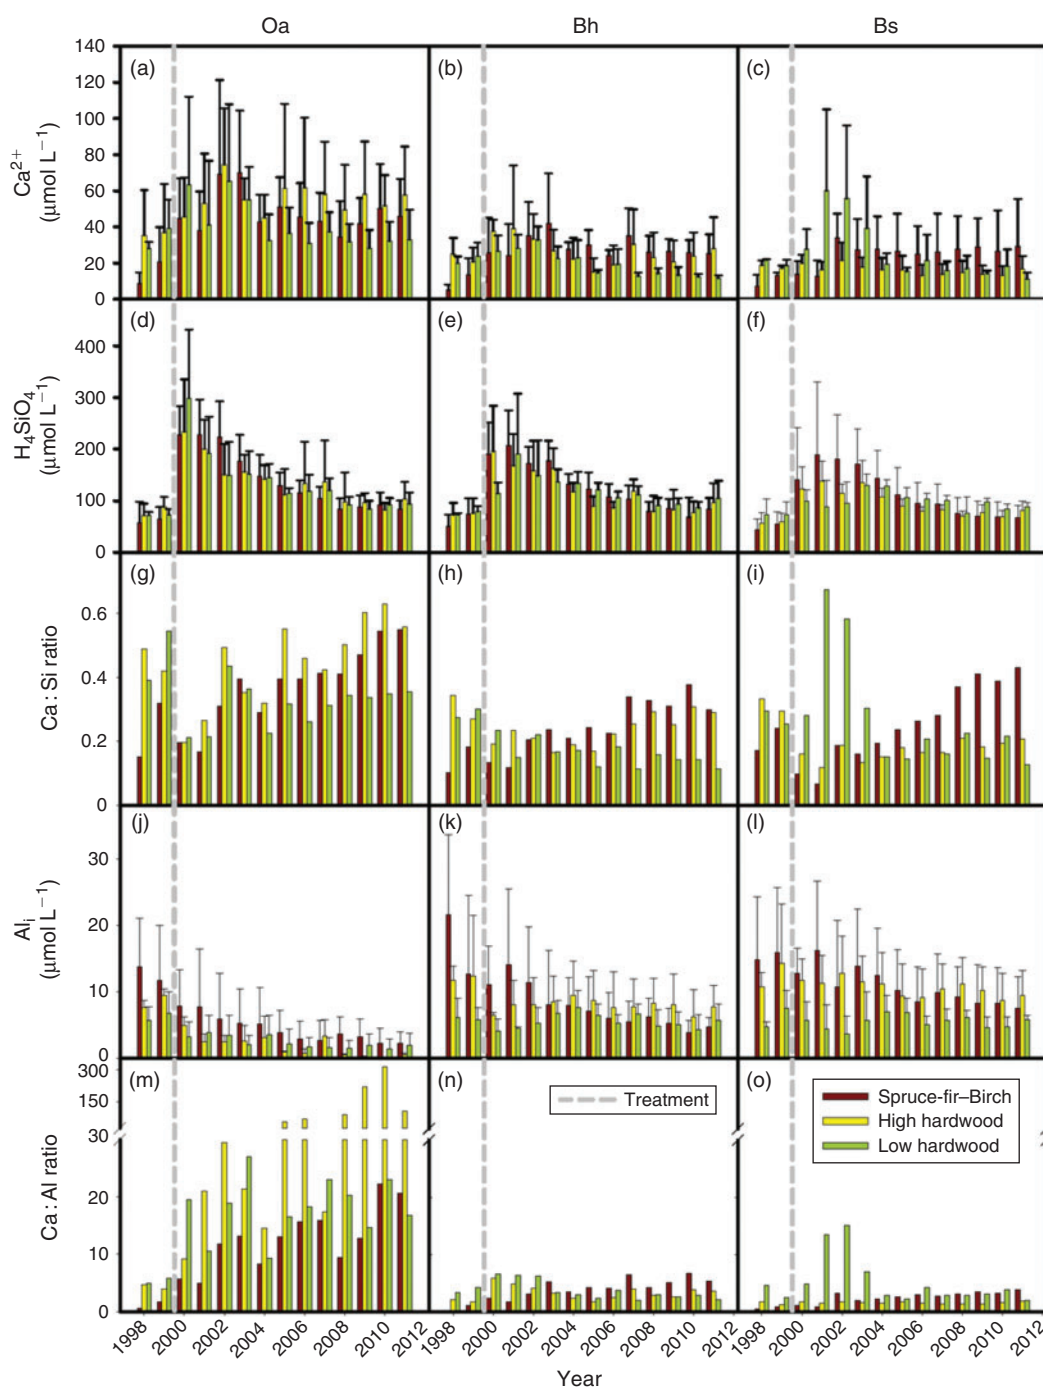 Oa Bh Bs
140
120
100
80
60
40
20
0
Ca2+
(μmol L−1)
(a) (b) (c)
400
300
200
100
0
H4SiO4
(μmol L−1)
(d) (e) (f)
0.6
0.4
0.2
0
Ca : Si ratio
(g) (h) (i)
30
20
10
0
Ali
(μmol L−1)
(j) (k) (l)
300
150
30
20
10
0
Ca : Al ratio
(m) (n) (o)
Treatment
Spruce-fir–Birch
High hardwood
Low hardwood
1998 2000 2002 2004 2006 2008 2010 2012 1998 2000 2002 2004 2006 2008 2010 2012 1998 2000 2002 2004 2006 2008 2010 2012
Year